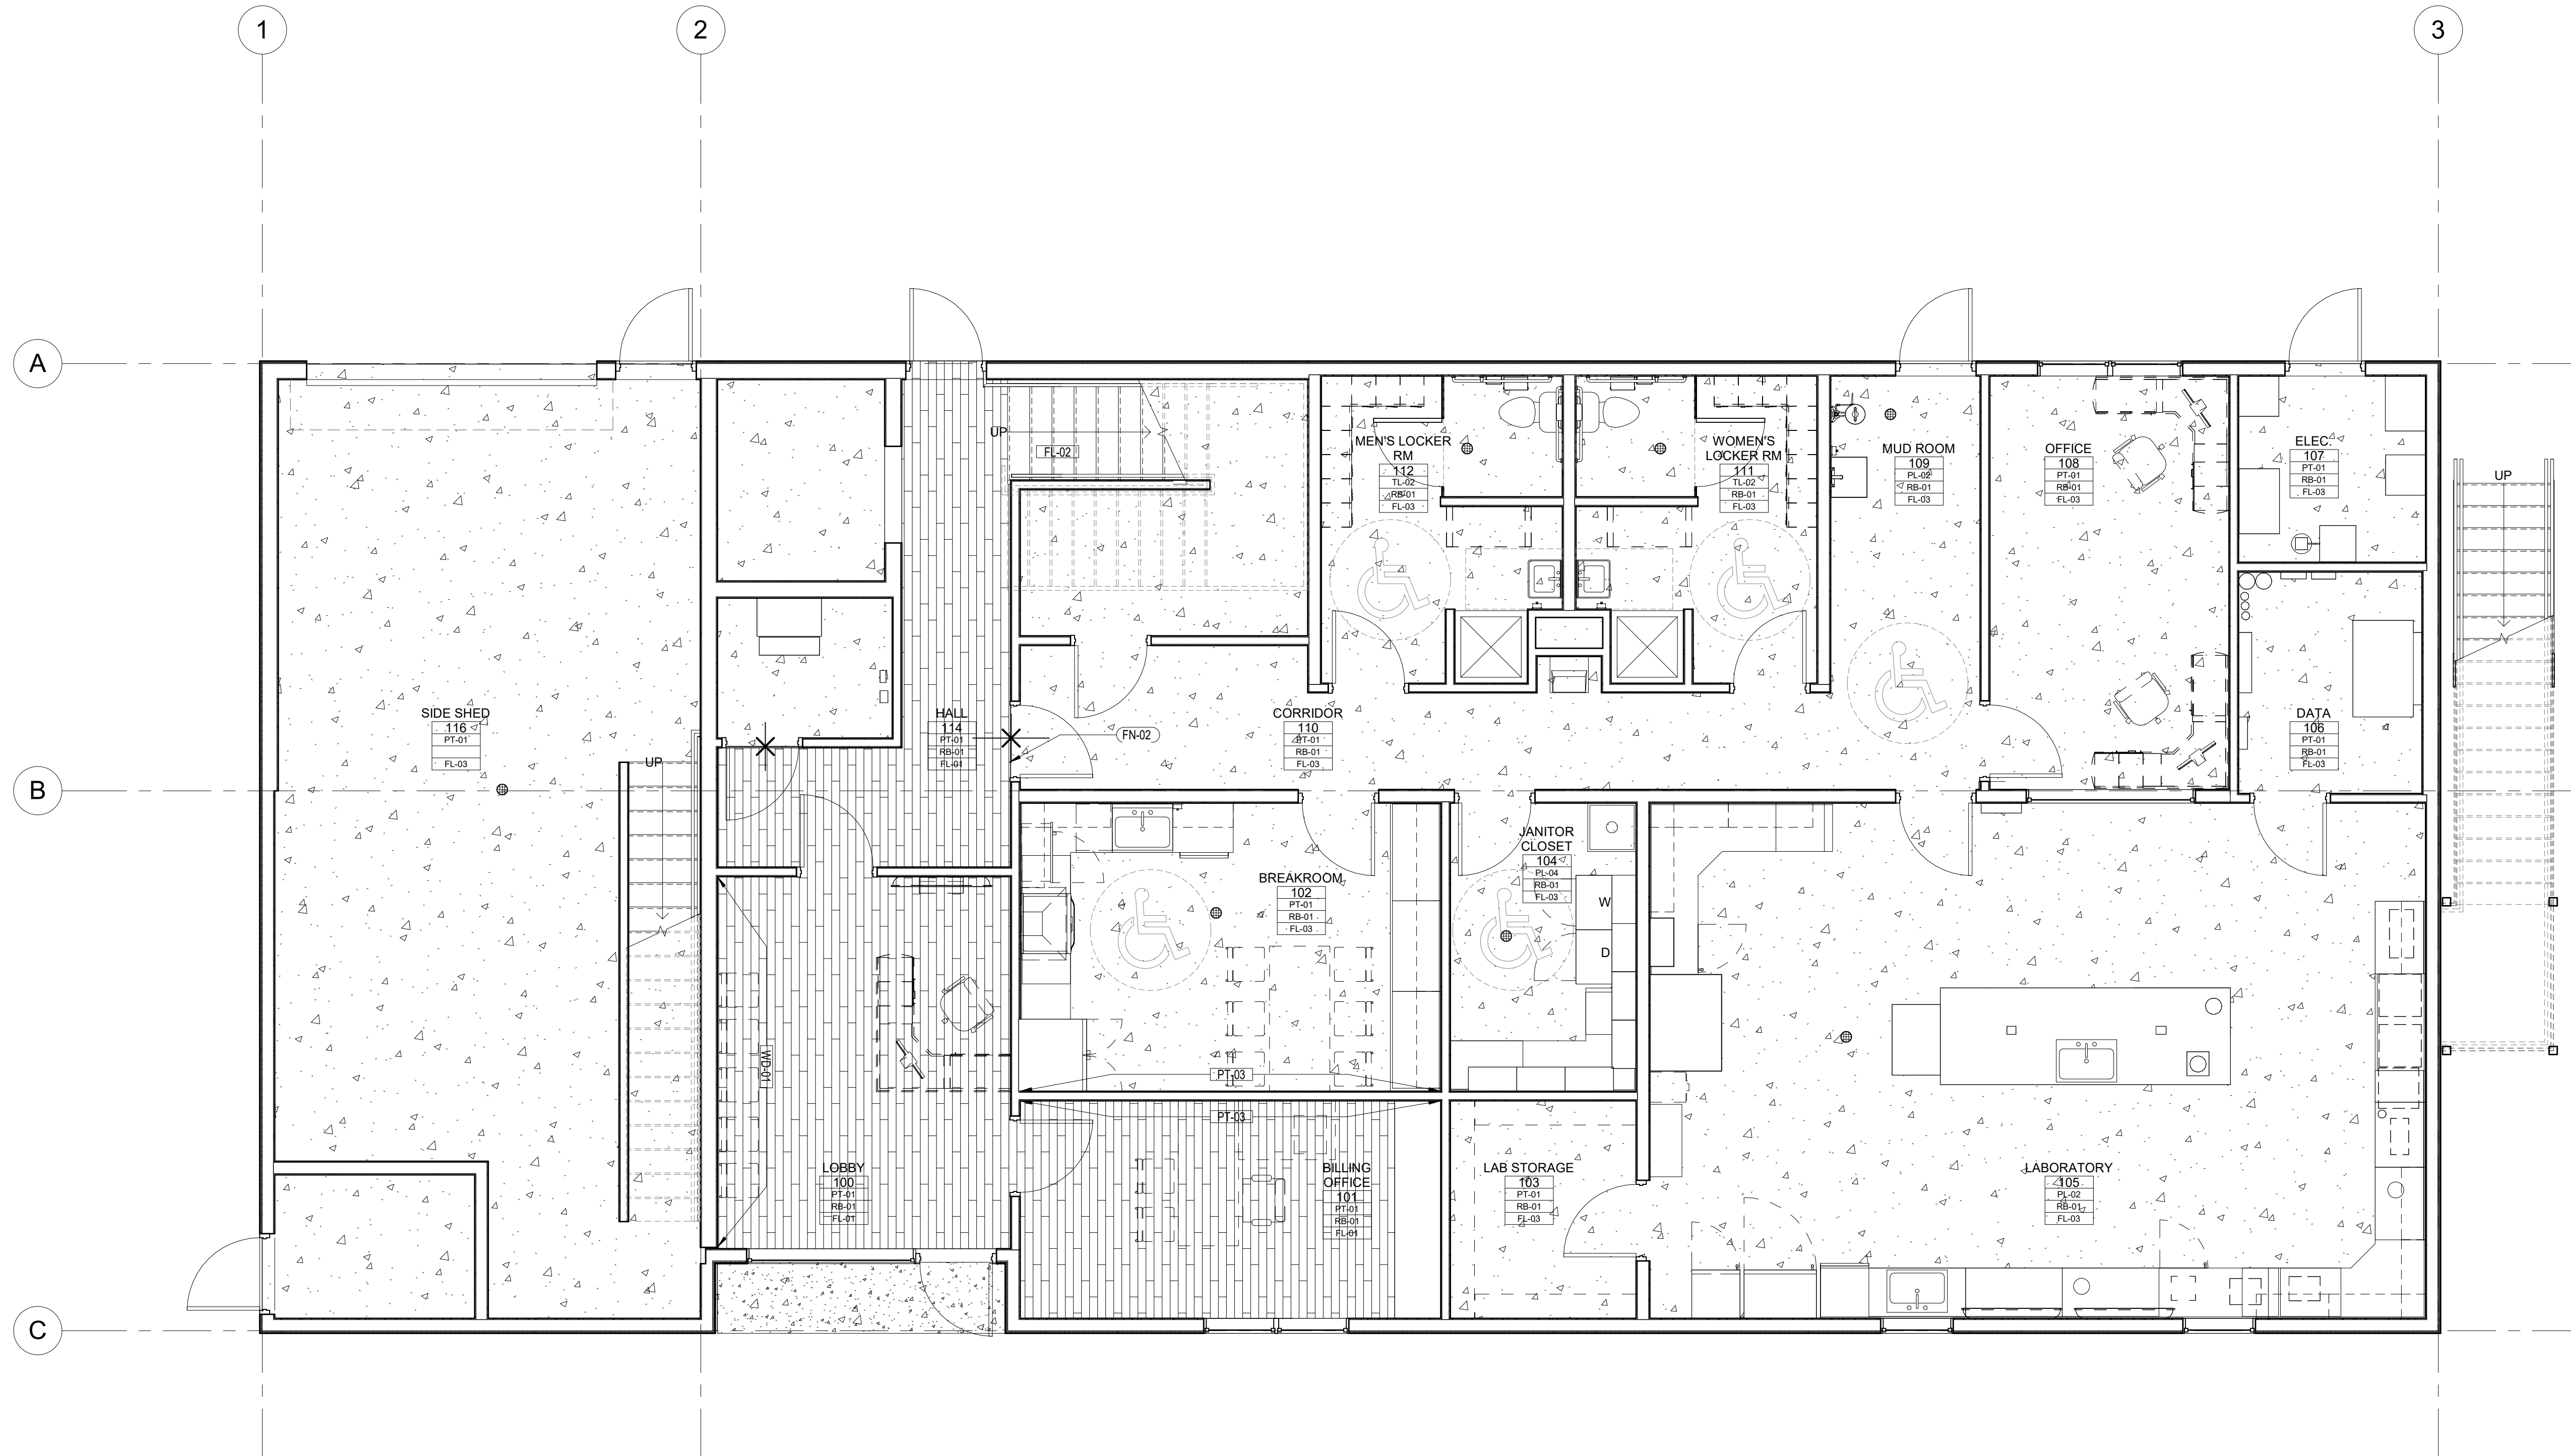 1
2
3
A
B
C
SIDE SHED
116
PT-01
FL-03
UP
HALL
114
PT-01
RB-01
FL-01
UP
FL-02
FN-02
CORRIDOR
110
PT-01
RB-01
FL-03
MEN'S LOCKER
RM
112
TL-02
RB-01
FL-03
WOMEN'S
LOCKER RM
111
TL-02
RB-01
FL-03
MUD ROOM
109
PL-02
RB-01
FL-03
OFFICE
108
PT-01
RB-01
FL-03
ELEC.
107
PT-01
RB-01
FL-03
UP
DATA
106
PT-01
RB-01
FL-03
BREAKROOM
102
PT-01
RB-01
FL-03
PT-03
JANITOR
CLOSET
104
PL-04
RB-01
FL-03
W
D
WD-01
LOBBY
100
PT-01
RB-01
FL-01
PT-03
BILLING
OFFICE
101
PT-01
RB-01
FL-01
LAB STORAGE
103
PT-01
RB-01
FL-03
LABORATORY
105
PL-02
RB-01
FL-03